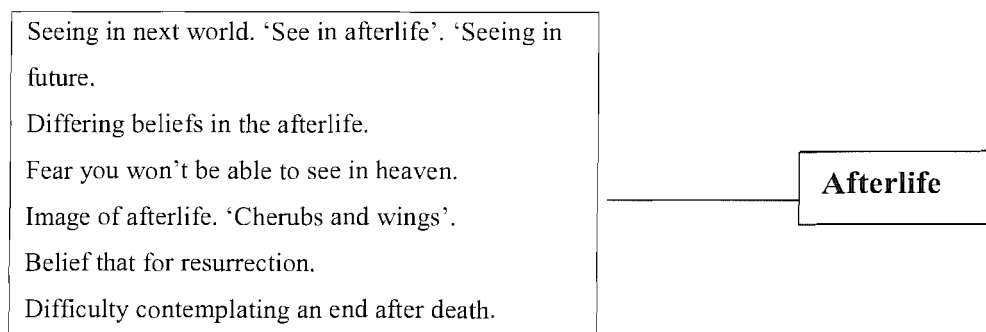 Seeing in next world. ‘See in afterlife’. ‘Seeing in
future.
Differing beliefs in the afterlife.
Fear you won’t be able to see in heaven.
Image of afterlife. ‘Cherubs and wings’.
Belief that for resurrection.
Difficulty contemplating an end after death.
Afterlife